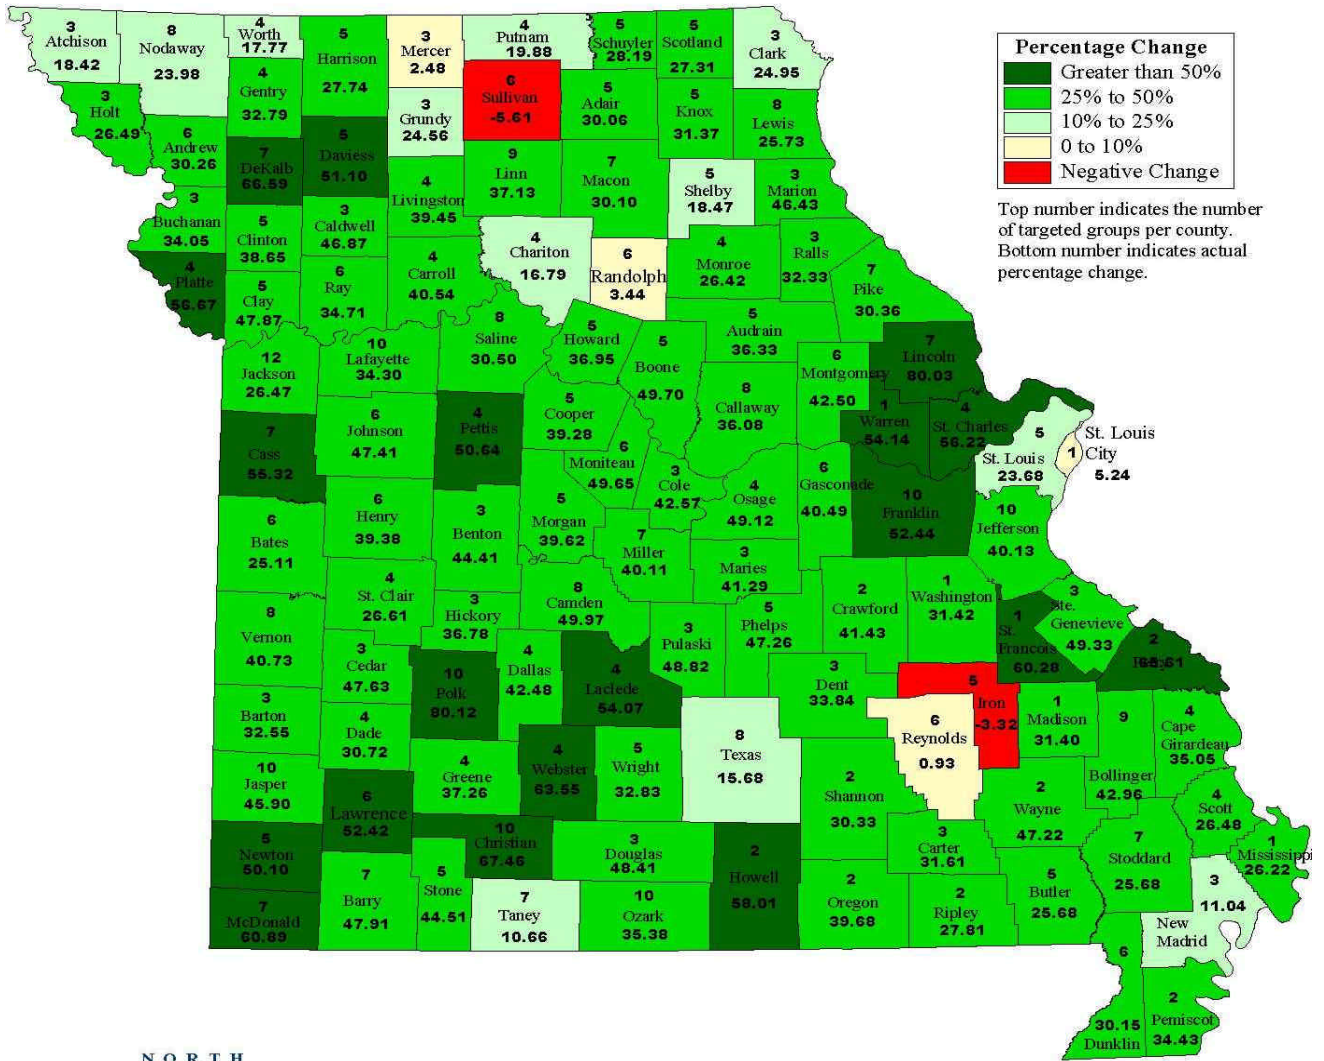 Percentage Change
Greater than 50%
25% to 50%
10% to 25%
0 to 10%
Negative Change
Top number indicates the number
of targeted groups per county.
Bottom number indicates actual
percentage change.
3
Atchison
18.42
8
Nodaway
23.98
4
Worth
17.77
5
Harrison
27.74
3
Mercer
2.48
4
Putnam
19.88
5
Schuyler
28.19
5
Scotland
27.31
3
Clark
24.95
3
Holt
26.49
4
Gentry
32.79
3
Grundy
24.56
6
Sullivan
-5.61
5
Adair
30.06
5
Knox
31.37
8
Lewis
25.73
6
Andrew
30.26
7
DeKalb
66.59
5
Daviess
51.10
4
Livingston
39.45
9
Linn
37.13
7
Macon
30.10
5
Shelby
18.47
3
Marion
46.43
3
Buchanan
34.05
5
Clinton
38.65
3
Caldwell
46.87
4
Chariton
16.79
6
Randolph
3.44
4
Monroe
26.42
3
Ralls
32.33
4
Platte
56.67
5
Clay
47.87
6
Ray
34.71
4
Carroll
40.54
7
Pike
30.36
12
Jackson
26.47
10
Lafayette
34.30
8
Saline
30.50
5
Howard
36.95
5
Boone
49.70
5
Audrain
36.33
6
Montgomery
42.50
7
Lincoln
80.03
7
Cass
55.32
6
Johnson
47.41
4
Pettis
50.64
5
Cooper
39.28
6
Moniteau
49.65
3
Cole
42.57
8
Callaway
36.08
1
Warren
54.14
4
St. Charles
56.22
5
St. Louis
23.68
1
St. Louis
City
5.24
6
Bates
25.11
6
Henry
39.38
3
Benton
44.41
5
Morgan
39.62
7
Miller
40.11
4
Osage
49.12
6
Gasconade
40.49
10
Franklin
52.44
10
Jefferson
40.13
8
Vernon
40.73
4
St. Clair
26.61
3
Hickory
36.78
8
Camden
49.97
3
Maries
41.29
3
Pulaski
48.82
5
Phelps
47.26
2
Crawford
41.43
1
Washington
31.42
1
St.
Francois
60.28
3
Ste.
Genevieve
49.33
2
3
Barton
32.55
3
Cedar
47.63
10
Polk
80.12
4
Dallas
42.48
4
Laclede
54.07
8
Texas
15.68
3
Dent
33.84
5
Iron
-3.32
6
Reynolds
0.93
1
Madison
31.40
9
Bollinger
42.96
4
Cape
Girardeau
35.05
10
Jasper
45.90
4
Dade
30.72
4
Greene
37.26
4
Webster
63.55
5
Wright
32.83
2
Shannon
30.33
2
Wayne
47.22
4
Scott
26.48
5
Newton
50.10
6
Lawrence
52.42
10
Christian
67.46
3
Douglas
48.41
2
Howell
58.01
3
Carter
31.61
7
Stoddard
25.68
1
Mississippi
26.22
7
McDonald
60.89
7
Barry
47.91
5
Stone
44.51
7
Taney
10.66
10
Ozark
35.38
2
Oregon
39.68
2
Ripley
27.81
5
Butler
25.68
3
11.04
New
Madrid
6
30.15
Dunklin
2
Pemiscot
34.43
N O R T H